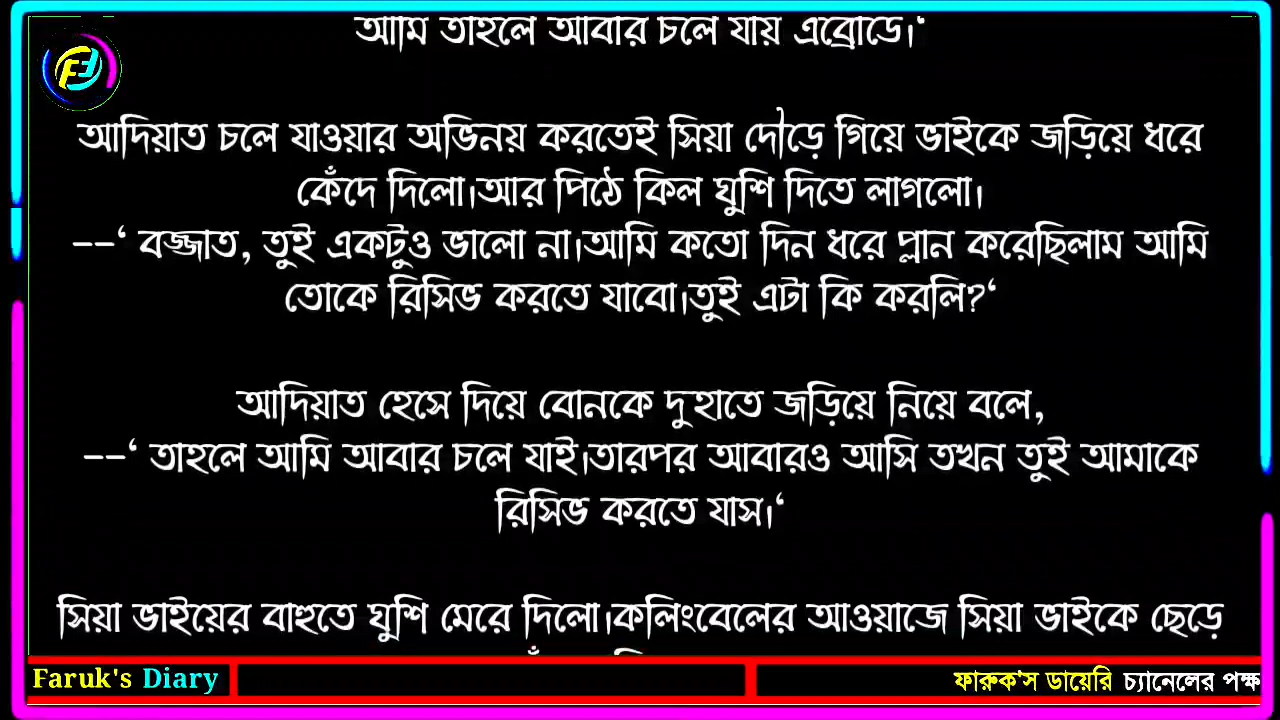 আমি তাহলে আবার চলে যায় এব্রোডে।‘
আদিয়াত চলে যাওয়ার অভিনয় করতেই সিয়া দৌড়ে গিয়ে ভাইকে জড়িয়ে ধরে
কেঁদে দিলো।আর পিঠে কিল ঘুশি দিতে লাগলো।
--‘ বজ্জাত, তুই একটুও ভালো না।আমি কতো দিন ধরে প্লান করেছিলাম আমি
তোকে রিসিভ করতে যাবো।তুই এটা কি করলি?‘
আদিয়াত হেসে দিয়ে বোনকে দুহাতে জড়িয়ে নিয়ে বলে,
--‘ তাহলে আমি আবার চলে যাই।তারপর আবারও আসি তখন তুই আমাকে
রিসিভ করতে যাস।‘
সিয়া ভাইয়ের বাহুতে ঘুশি মেরে দিলো।কলিংবেলের আওয়াজে সিয়া ভাইকে ছেড়ে
Faruk's Diary
ফারুক'স ডায়েরি চ্যানেলের পক্ষ